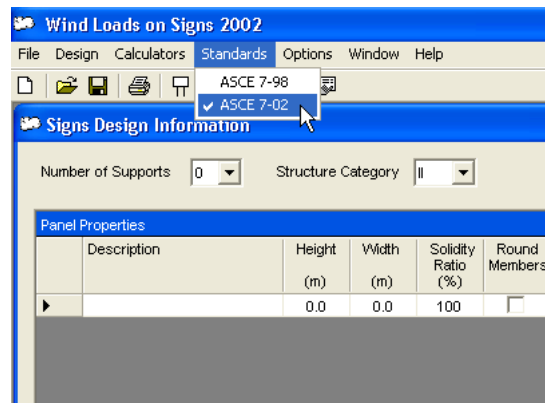 Wind Loads on Signs 2002
File Design Calculators Standards Options Window Help
ASCE 7-98
✓ ASCE 7-02
Signs Design Information
Number of Supports 0 Structure Category II
Panel Properties
Description Height Width Solidity Round
Ratio Members
(m) (m) (%)
0.0 0.0 100